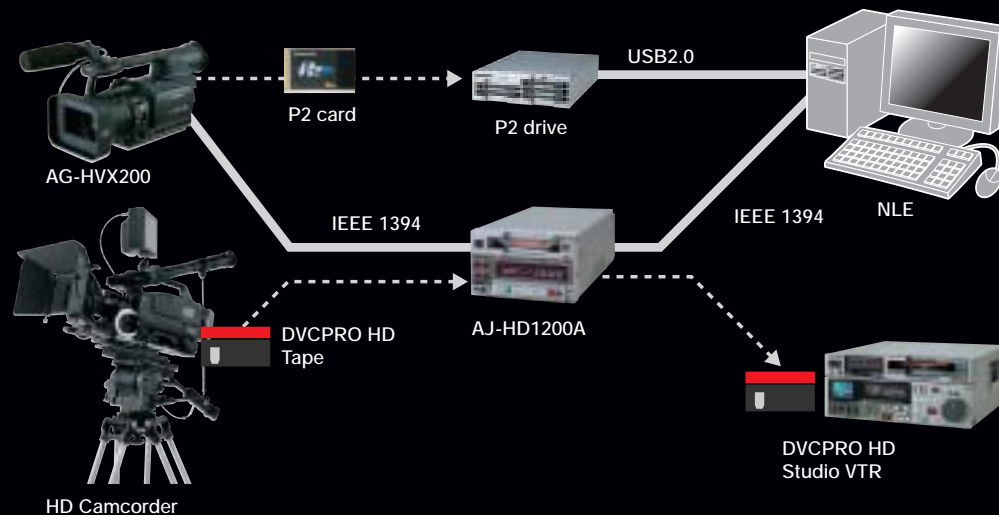 USB2.0
P2 card
P2 drive
AG-HVX200
IEEE 1394
IEEE 1394
NLE
AJ-HD1200A
DVCPRO HD
Tape
DVCPRO HD
Studio VTR
HD Camcorder